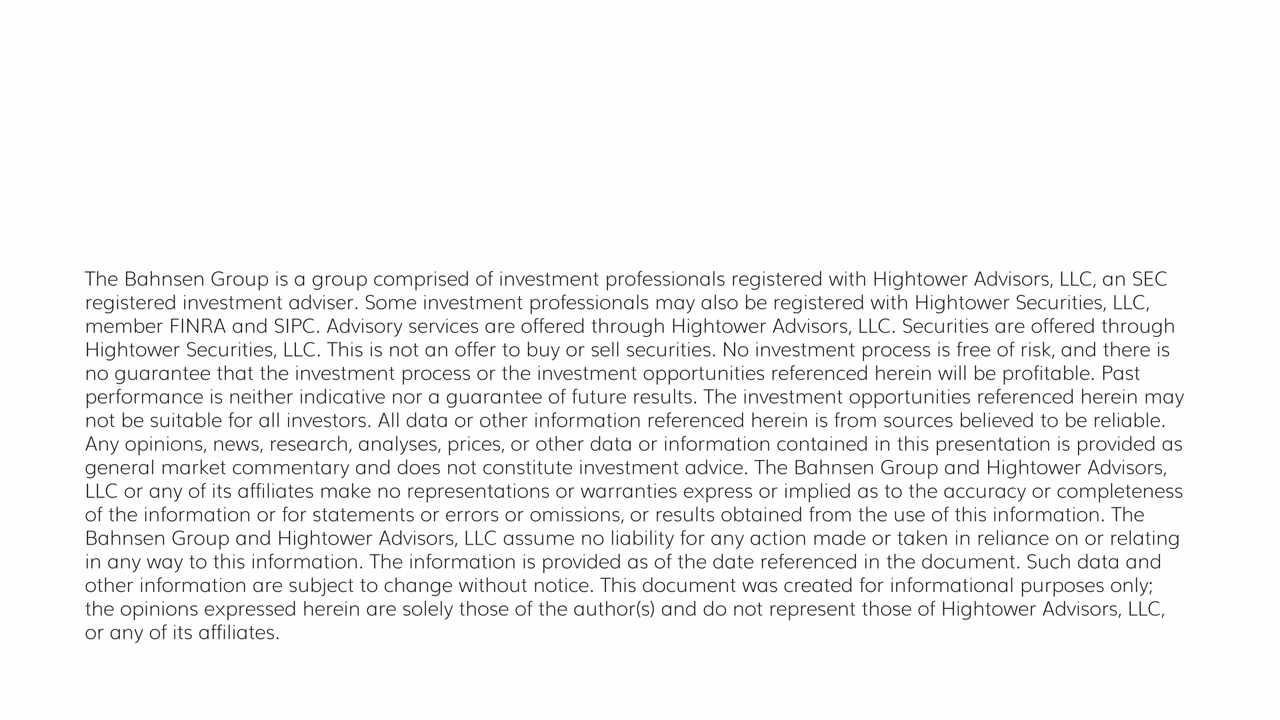 The Bahnsen Group is a group comprised of investment professionals registered with Hightower Advisors, LLC, an SEC
registered investment adviser. Some investment professionals may also be registered with Hightower Securities, LLC,
member FINRA and SIPC. Advisory services are offered through Hightower Advisors, LLC. Securities are offered through
Hightower Securities, LLC. This is not an offer to buy or sell securities. No investment process is free of risk, and there is
no guarantee that the investment process or the investment opportunities referenced herein will be profitable. Past
performance is neither indicative nor a guarantee of future results. The investment opportunities referenced herein may
not be suitable for all investors. All data or other information referenced herein is from sources believed to be reliable.
Any opinions, news, research, analyses, prices, or other data or information contained in this presentation is provided as
general market commentary and does not constitute investment advice. The Bahnsen Group and Hightower Advisors,
LLC or any of its affiliates make no representations or warranties express or implied as to the accuracy or completeness
of the information or for statements or errors or omissions, or results obtained from the use of this information. The
Bahnsen Group and Hightower Advisors, LLC assume no liability for any action made or taken in reliance on or relating
in any way to this information. The information is provided as of the date referenced in the document. Such data and
other information are subject to change without notice. This document was created for informational purposes only;
the opinions expressed herein are solely those of the author(s) and do not represent those of Hightower Advisors, LLC,
or any of its affiliates.